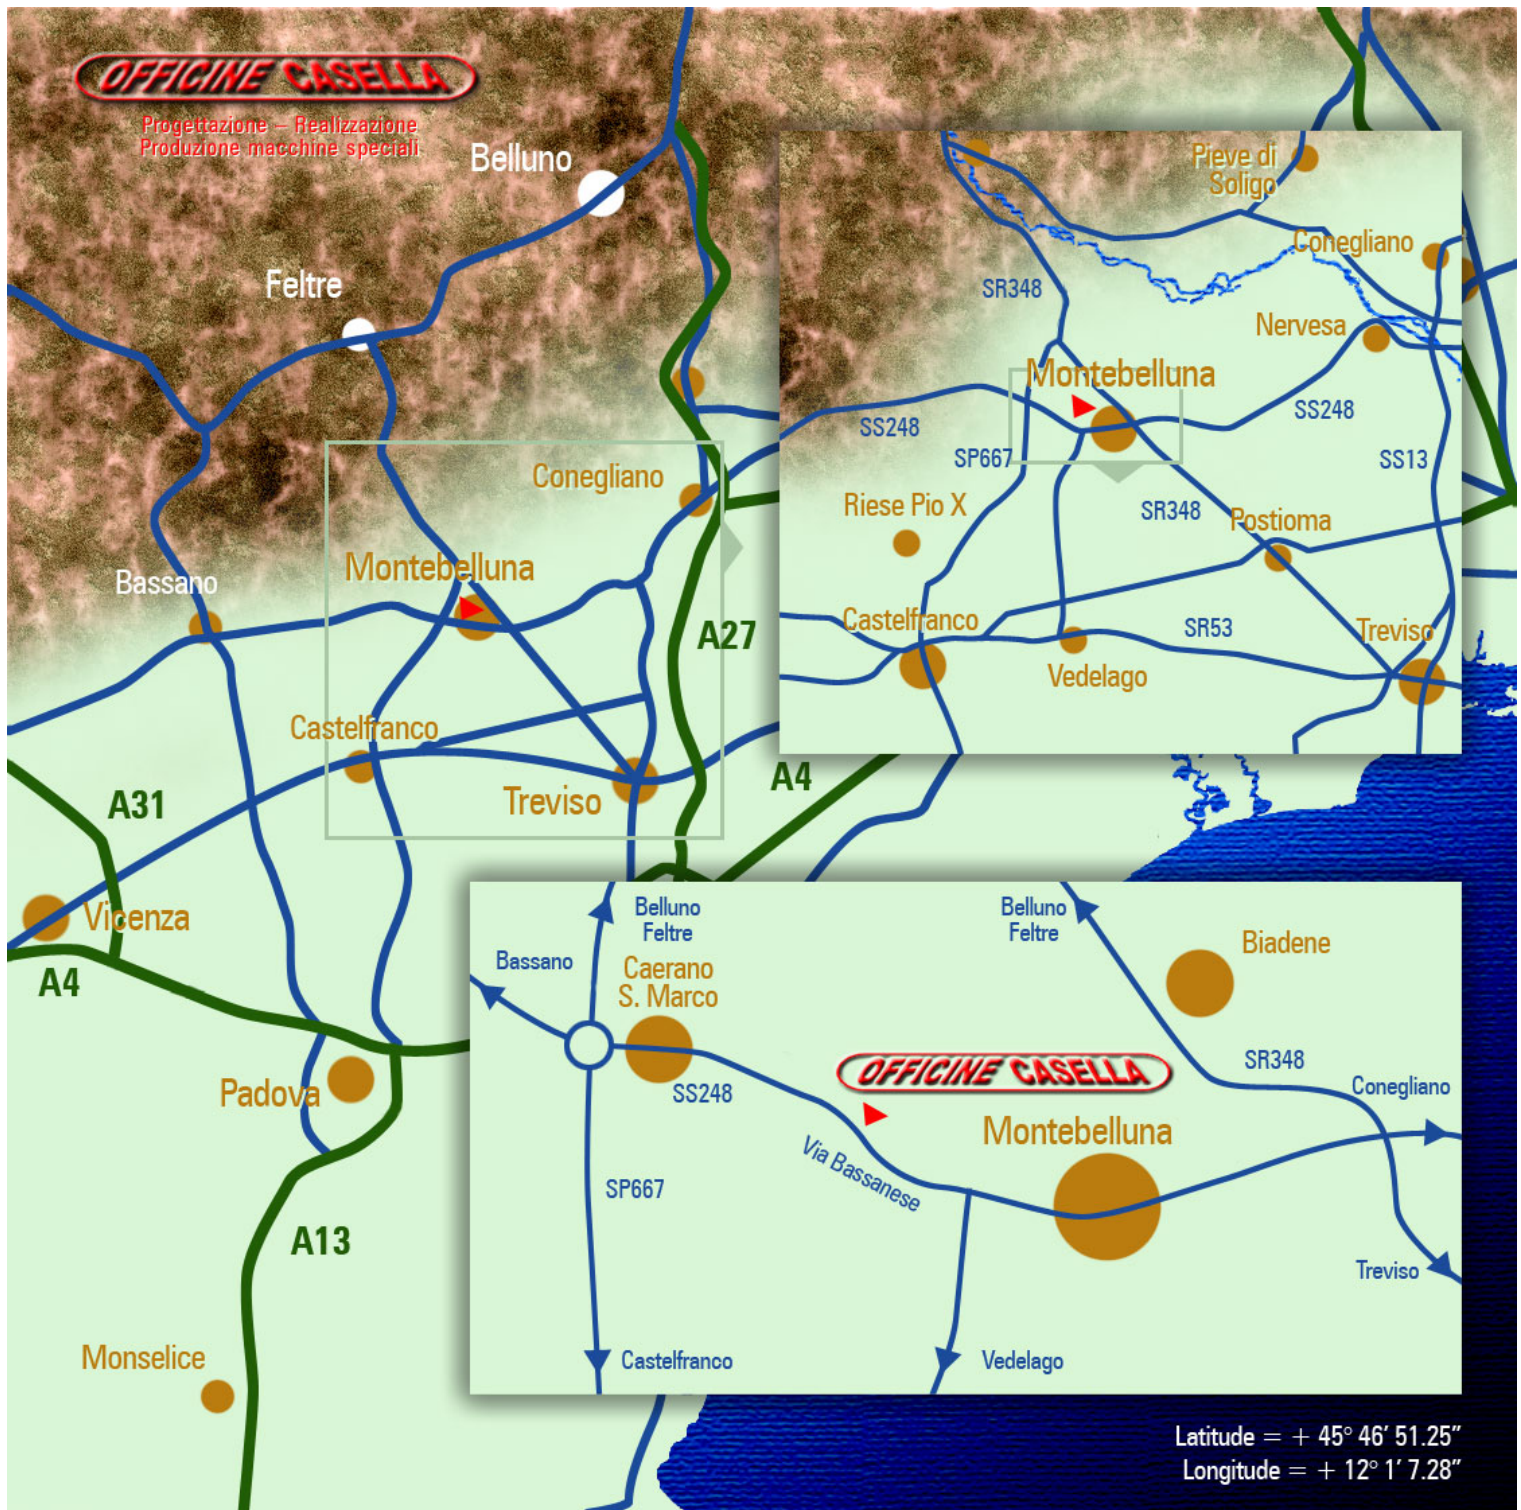 OFFICINE CASELLA
Progettazione – Realizzazione
Produzione macchine speciali
Belluno
Feltre
Conegliano
Montebelluna
Bassano
A27
Castelfranco
Treviso
A31
A4
Vicenza
A4
Padova
A13
Monselice
Pieve di
Soligo
Conegliano
SR348
Nervesa
Montebelluna
SS248
SS248
SP667
SS13
Riese Pio X
SR348
Postioma
Castelfranco
SR53
Treviso
Vedelago
Belluno
Feltre
Belluno
Feltre
Biadene
Bassano
Caerano
S. Marco
SR348
OFFICINE CASELLA
SS248
Conegliano
Montebelluna
Via Bassanese
SP667
Treviso
Castelfranco
Vedelago
Latitude = + 45° 46′ 51.25″
Longitude = + 12° 1′ 7.28″